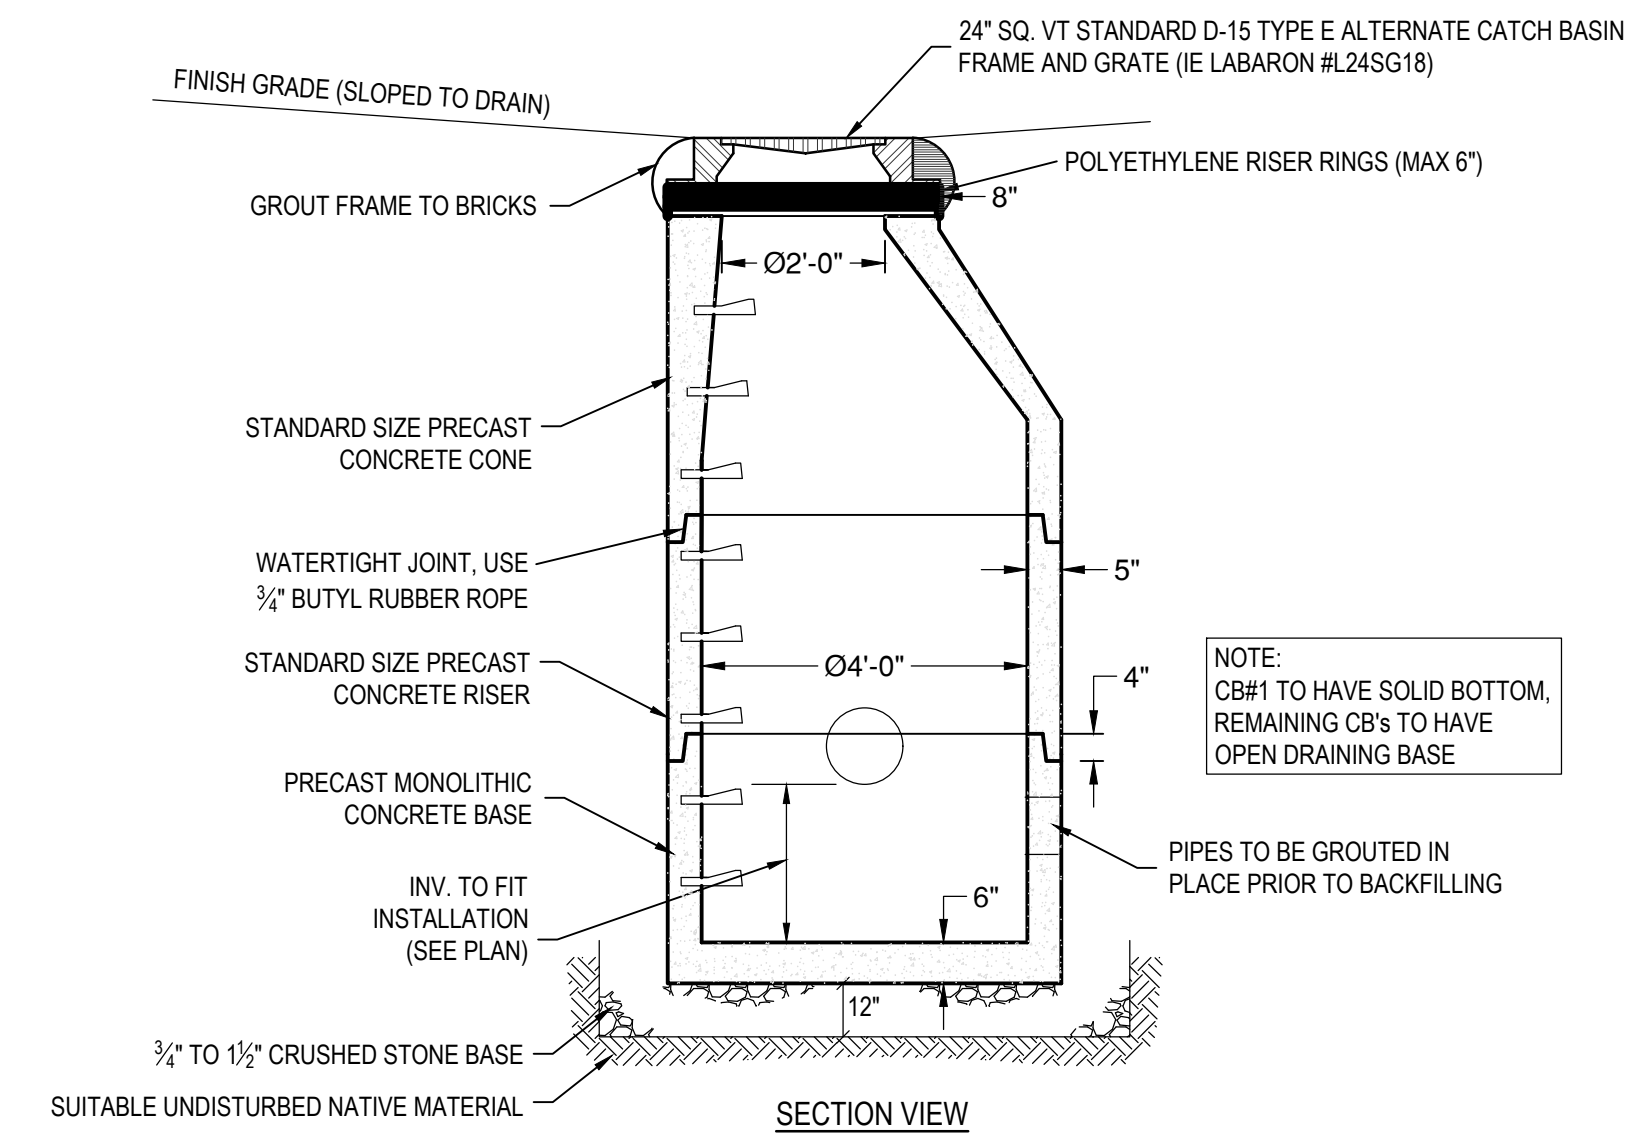 24" SQ. VT STANDARD D-15 TYPE E ALTERNATE CATCH BASIN
FRAME AND GRATE (IE LABARON #L24SG18)
FINISH GRADE (SLOPED TO DRAIN)
POLYETHYLENE RISER RINGS (MAX 6")
8"
GROUT FRAME TO BRICKS
Ø2'-0"
STANDARD SIZE PRECAST
CONCRETE CONE
WATERTIGHT JOINT, USE
¾" BUTYL RUBBER ROPE
5"
STANDARD SIZE PRECAST
CONCRETE RISER
Ø4'-0"
4"
NOTE:
CB#1 TO HAVE SOLID BOTTOM,
REMAINING CB's TO HAVE
OPEN DRAINING BASE
PRECAST MONOLITHIC
CONCRETE BASE
PIPES TO BE GROUTED IN
PLACE PRIOR TO BACKFILLING
INV. TO FIT
INSTALLATION
(SEE PLAN)
6"
12"
¾" TO 1½" CRUSHED STONE BASE
SUITABLE UNDISTURBED NATIVE MATERIAL
SECTION VIEW